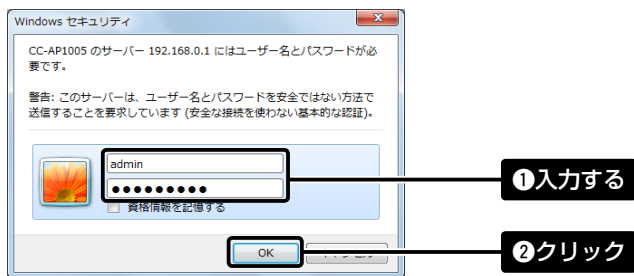 Windows セキュリティ
CC-AP1005 のサーバー 192.168.0.1 にはユーザー名とパスワードが必
要です。
警告: このサーバーは、ユーザー名とパスワードを安全ではない方法で
送信することを要求しています (安全な接続を使わない基本的な認証)。
admin
●●●●●●●●●
資格情報を記憶する
❶入力する
OK
❷クリック